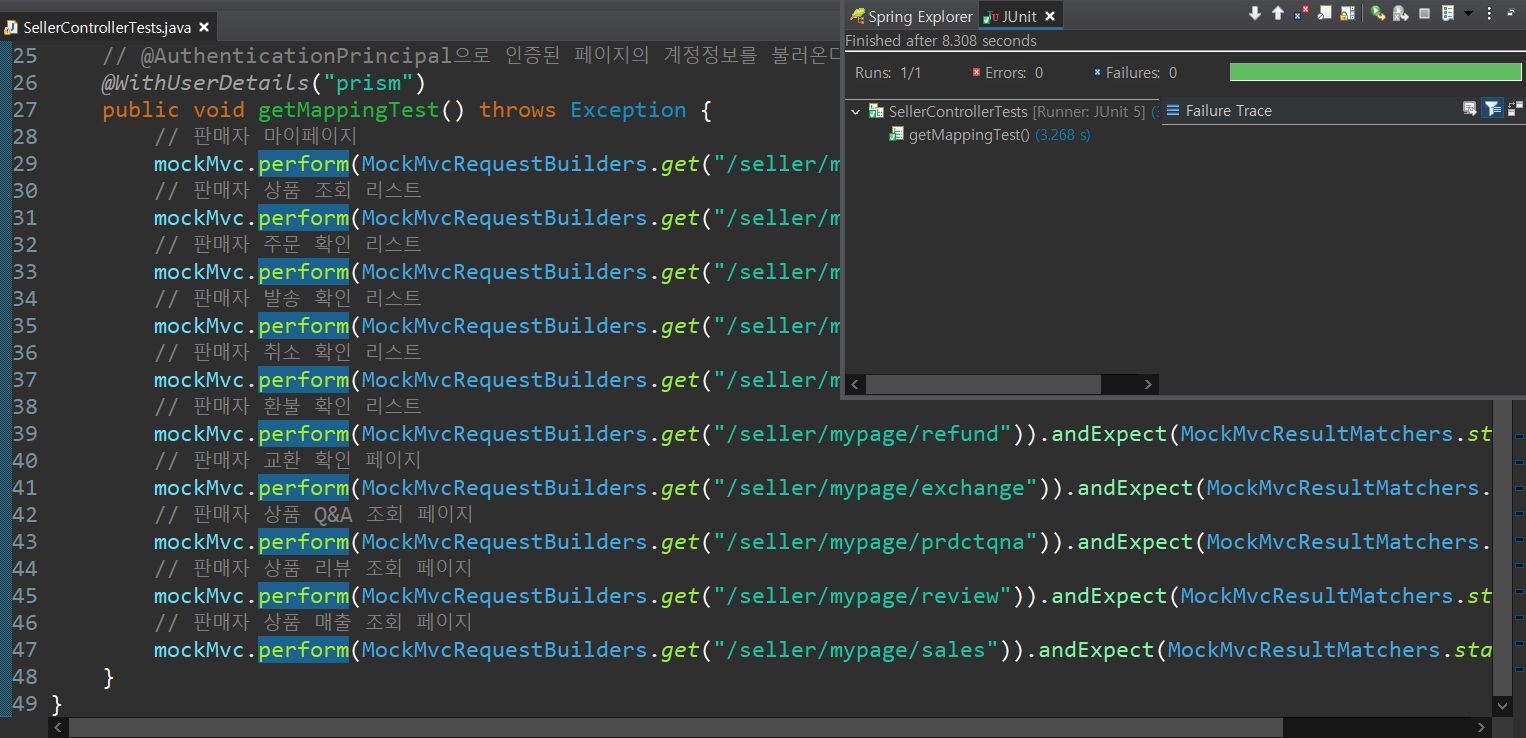 SellerControllerTests.java
25 // @AuthenticationPrincipal으로 인증된 페이지의 계정정보를 불러온다
26 @WithUserDetails("prism")
27 public void getMappingTest() throws Exception {
28 // 판매자 마이페이지
29 mockMvc.perform(MockMvcRequestBuilders.get("/seller/m
30 // 판매자 상품 조회 리스트
31 mockMvc.perform(MockMvcRequestBuilders.get("/seller/m
32 // 판매자 주문 확인 리스트
33 mockMvc.perform(MockMvcRequestBuilders.get("/seller/m
34 // 판매자 발송 확인 리스트
35 mockMvc.perform(MockMvcRequestBuilders.get("/seller/m
36 // 판매자 취소 확인 리스트
37 mockMvc.perform(MockMvcRequestBuilders.get("/seller/m
38 // 판매자 환불 확인 리스트
39 mockMvc.perform(MockMvcRequestBuilders.get("/seller/mypage/refund")).andExpect(MockMvcResultMatchers.st
40 // 판매자 교환 확인 페이지
41 mockMvc.perform(MockMvcRequestBuilders.get("/seller/mypage/exchange")).andExpect(MockMvcResultMatchers.
42 // 판매자 상품 Q&A 조회 페이지
43 mockMvc.perform(MockMvcRequestBuilders.get("/seller/mypage/prdctqna")).andExpect(MockMvcResultMatchers.
44 // 판매자 상품 리뷰 조회 페이지
45 mockMvc.perform(MockMvcRequestBuilders.get("/seller/mypage/review")).andExpect(MockMvcResultMatchers.st
46 // 판매자 상품 매출 조회 페이지
47 mockMvc.perform(MockMvcRequestBuilders.get("/seller/mypage/sales")).andExpect(MockMvcResultMatchers.sta
48 }
49 }
Spring Explorer JUnit
Finished after 8.308 seconds
Runs: 1/1 Errors: 0 Failures: 0
SellerControllerTests [Runner: JUnit 5] (3
getMappingTest() (3.268 s)
Failure Trace